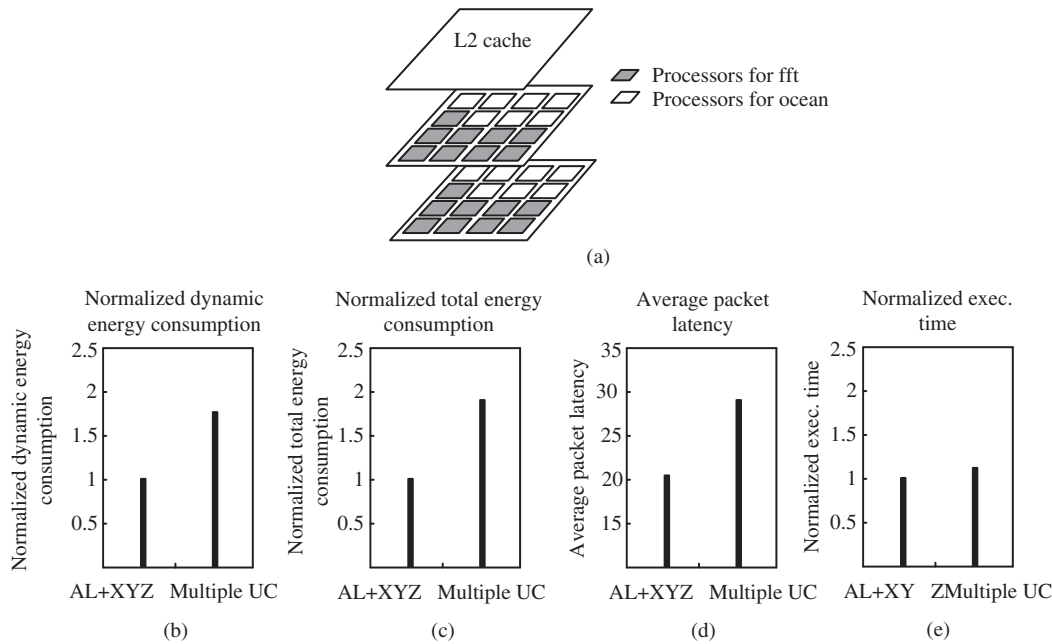 L2 cache
Processors for fft
Processors for ocean
(a)
Normalized dynamic
energy consumption
Normalized dynamic energy
consumption
2.5
2
1.5
1
0.5
AL+XYZ Multiple UC
(b)
Normalized total energy
consumption
Normalized total energy
consumption
2.5
2
1.5
1
0.5
AL+XYZ Multiple UC
(c)
Average packet
latency
Average packet latency
35
30
25
20
15
AL+XYZ Multiple UC
(d)
Normalized exec.
time
Normalized exec. time
2.5
2
1.5
1
0.5
AL+XY ZMultiple UC
(e)